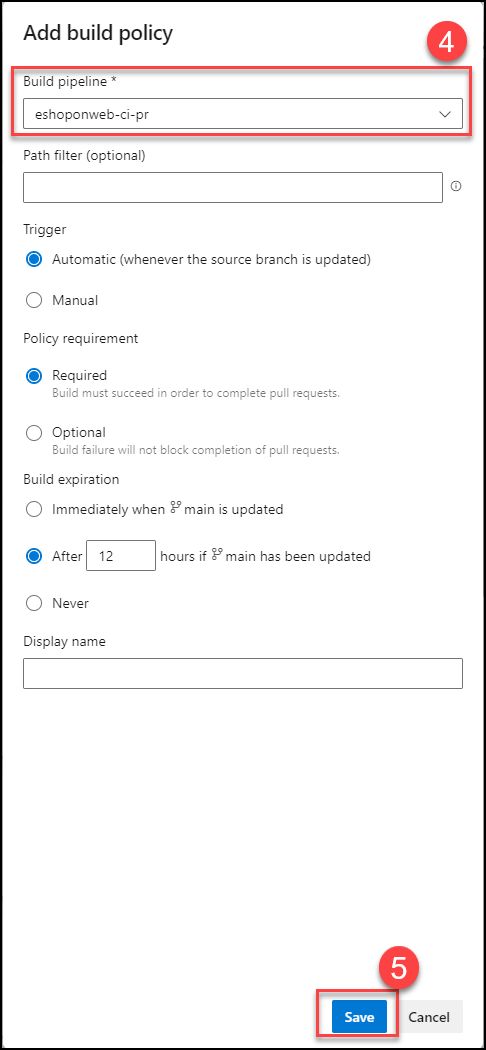 Add build policy
4
Build pipeline *
eshoponweb-ci-pr
Path filter (optional)
Trigger
Automatic (whenever the source branch is updated)
Manual
Policy requirement
Required
Build must succeed in order to complete pull requests.
Optional
Build failure will not block completion of pull requests.
Build expiration
Immediately when main is updated
After 12 hours if main has been updated
Never
Display name
5
Save Cancel